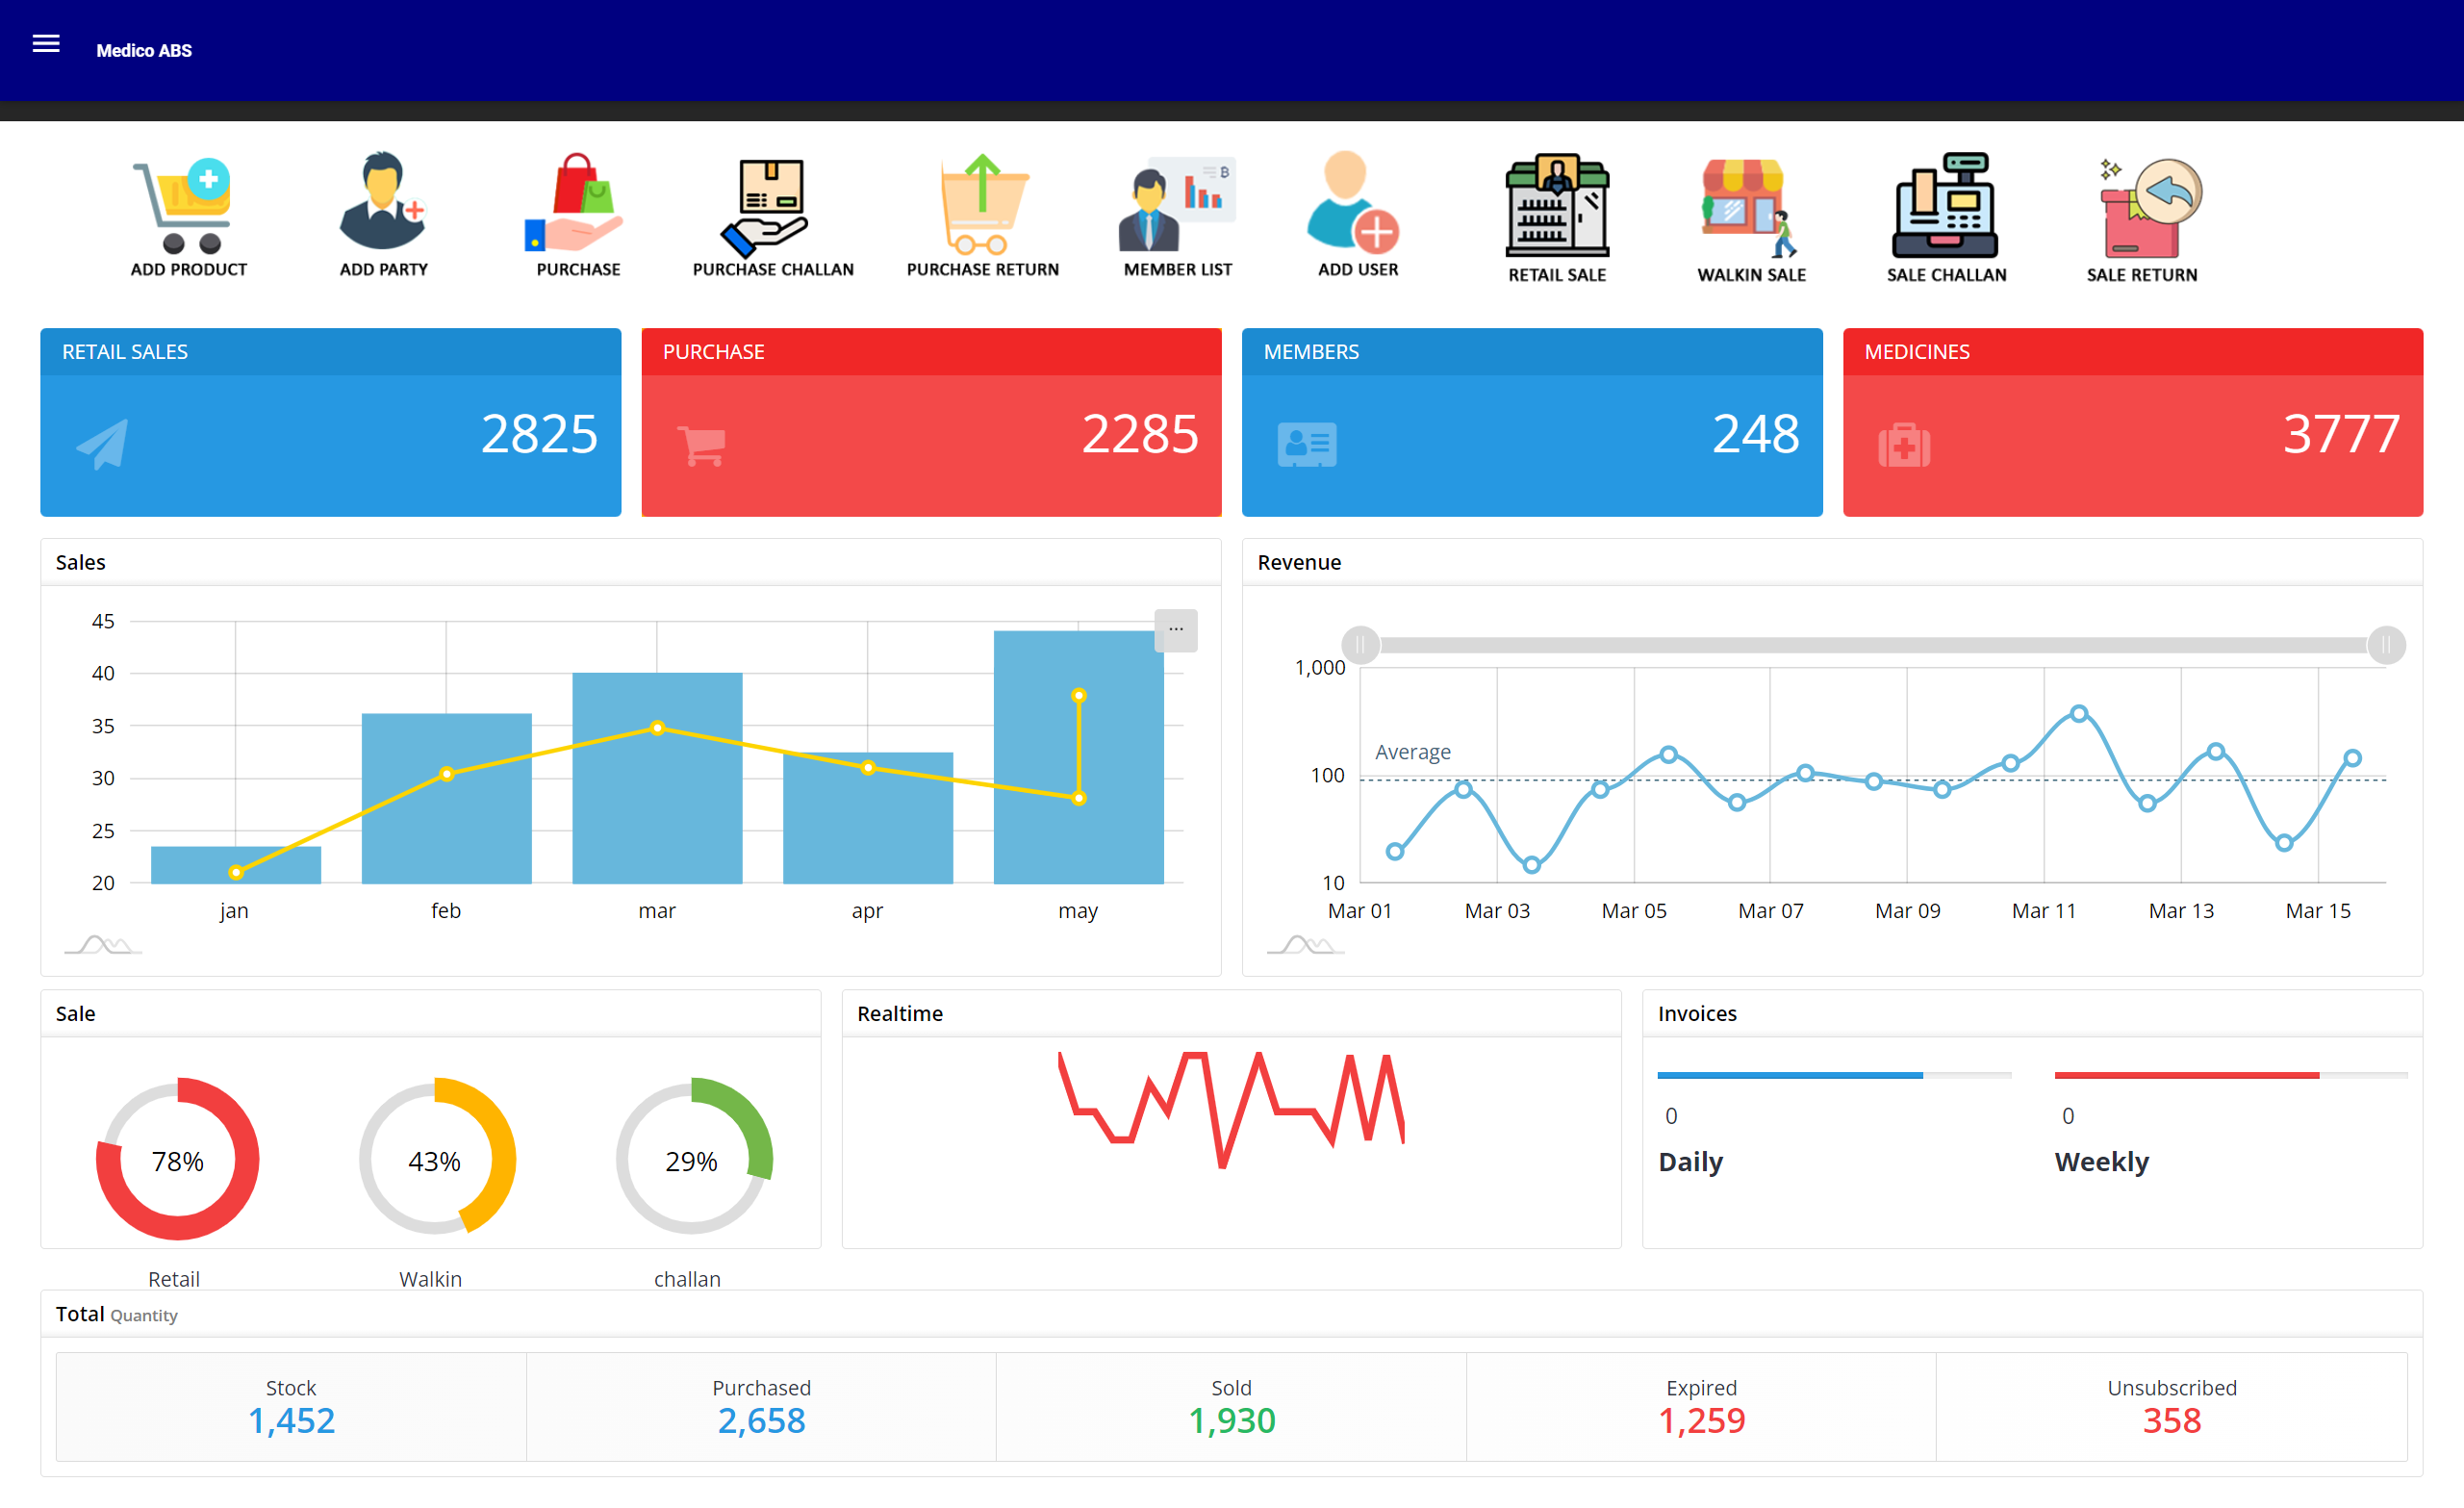 Medico ABS
ADD PRODUCT
ADD PARTY
PURCHASE
PURCHASE CHALLAN
PURCHASE RETURN
MEMBER LIST
ADD USER
RETAIL SALE
WALKIN SALE
SALE CHALLAN
SALE RETURN
RETAIL SALES
2825
PURCHASE
2285
MEMBERS
248
MEDICINES
3777
Sales
...
45
40
35
30
25
20
jan feb mar apr may
Revenue
1,000
100
10
Average
Mar 01 Mar 03 Mar 05 Mar 07 Mar 09 Mar 11 Mar 13 Mar 15
Sale
78%
43%
29%
Retail
Walkin
challan
Realtime
Invoices
0
Daily
0
Weekly
Total Quantity
Stock
1,452
Purchased
2,658
Sold
1,930
Expired
1,259
Unsubscribed
358